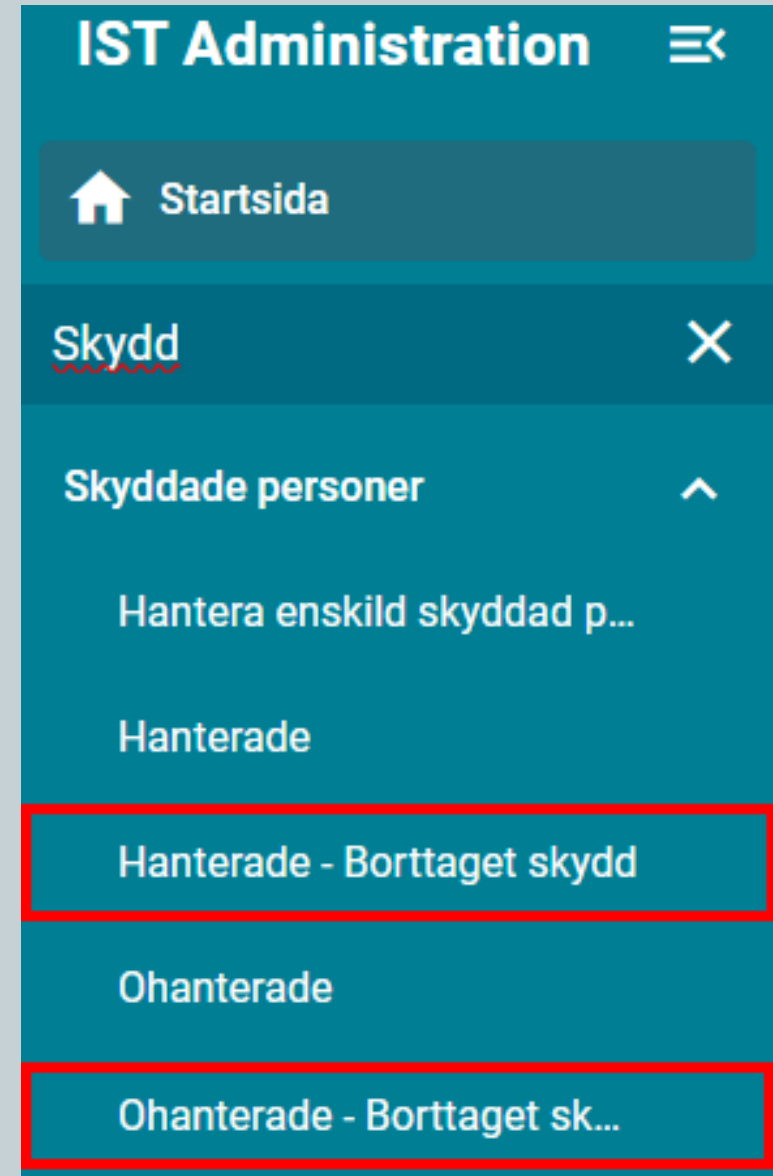 IST Administration
Startsida
Skydd
Skyddade personer
Hantera enskild skyddad p...
Hanterade
Hanterade - Borttaget skydd
Ohanterade
Ohanterade - Borttaget sk...